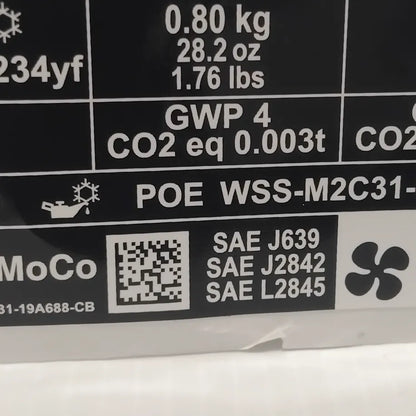 0.80 kg
28.2 oz
1.76 lbs
234yf
GWP 4
CO2 eq 0.003t
CO2
POE WSS-M2C31-
MoCo
31-19A688-CB
SAE J639
SAE J2842
SAE L2845